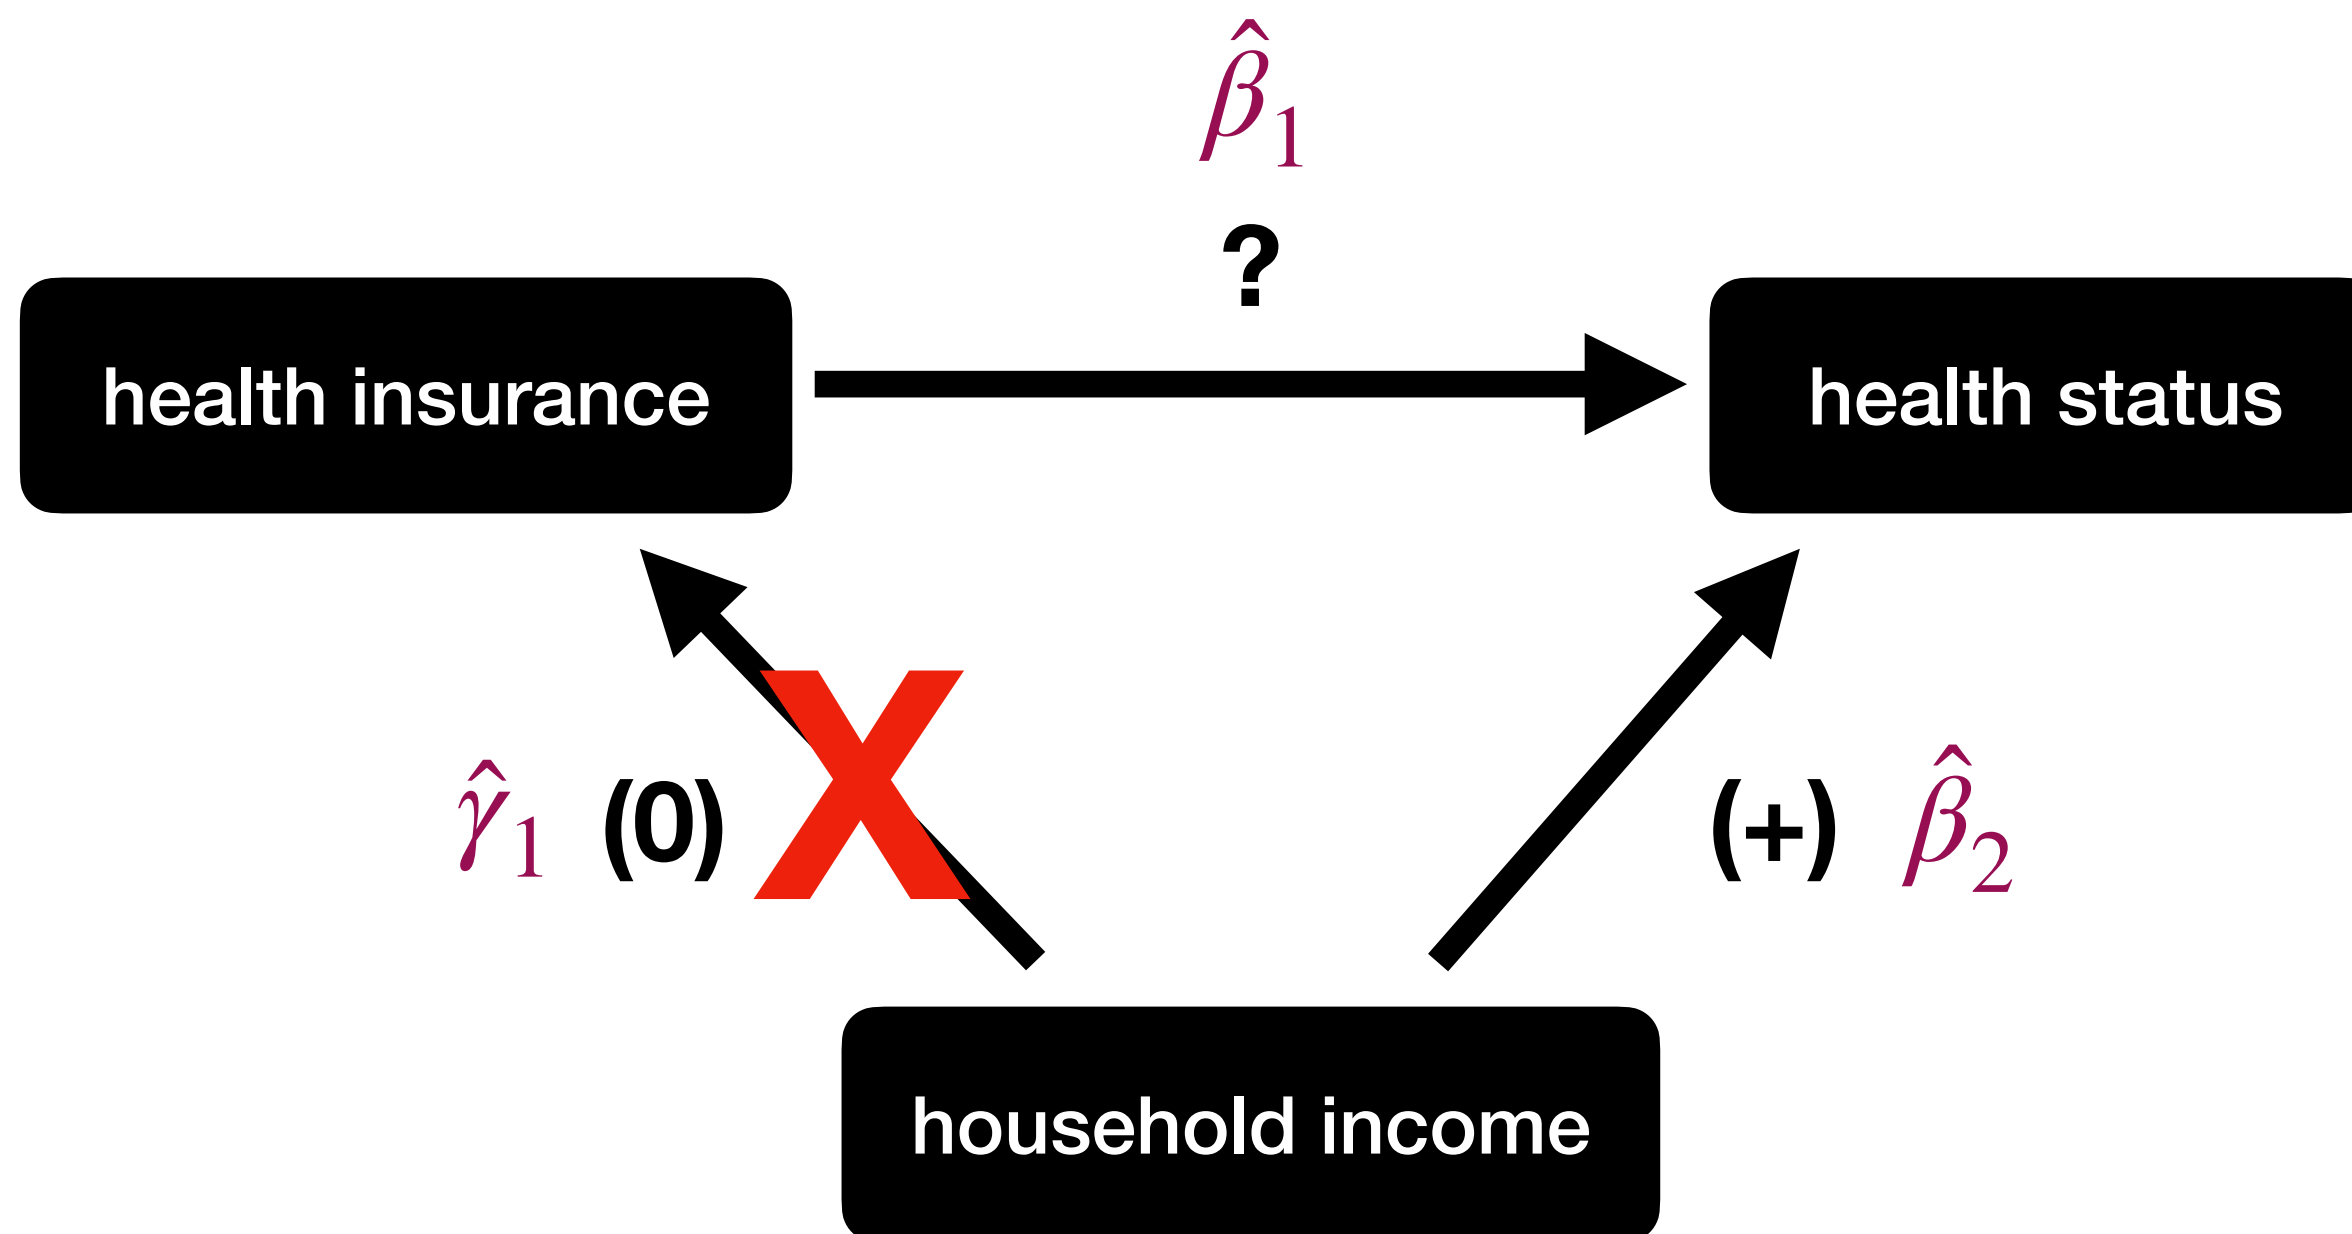 β̂₁
?
health insurance
health status
γ̂₁ (0) X
(+) β̂₂
household income